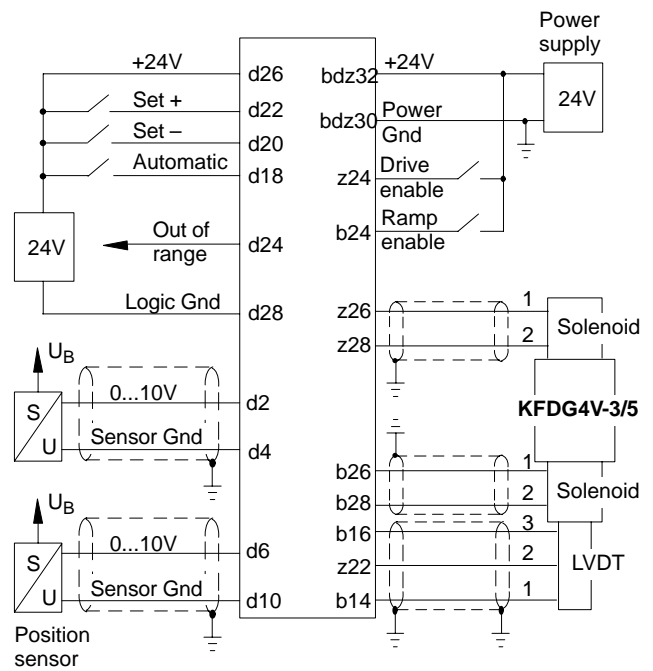 Power
supply
+24V d26 bdz32 +24V
24V
Set + d22
Set – d20
Automatic d18
bdz30 Power
Gnd
z24 Drive
enable
b24 Ramp
enable
24V
Out of
range d24
Logic Gnd d28
z26 1
z28 2
Solenoid
KFDG4V-3/5
UB
S
U
0...10V d2
Sensor Gnd d4
b26 1
b28 2
Solenoid
b16 3
z22 2
b14 1
LVDT
UB
S
U
0...10V d6
Sensor Gnd d10
Position
sensor